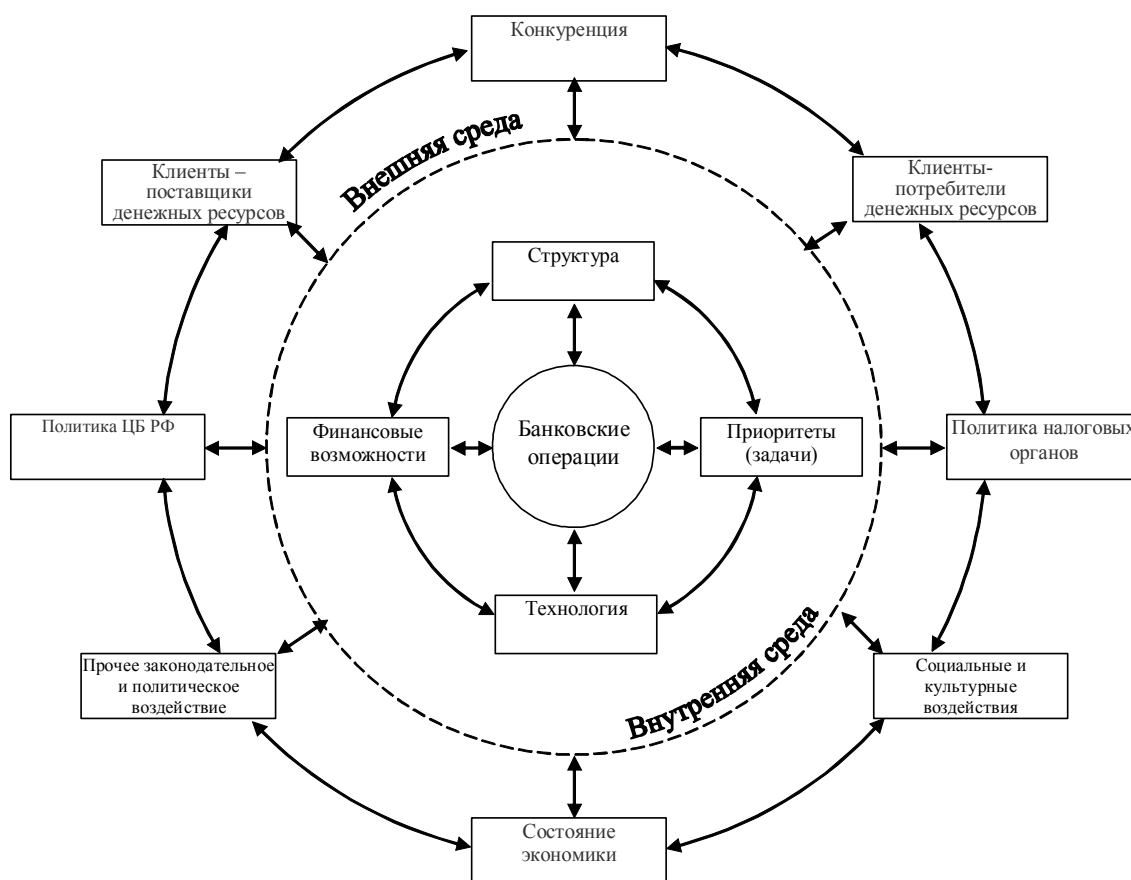 Конкуренция
Внешняя среда
Клиенты –
поставщики
денежных ресурсов
Клиенты-
потребители
денежных ресурсов
Структура
Политика ЦБ РФ
Финансовые
возможности
Банковские
операции
Приоритеты
(задачи)
Политика налоговых
органов
Технология
Внутренняя среда
Прочее законодательное
и политическое
воздействие
Социальные и
культурные
воздействия
Состояние
экономики